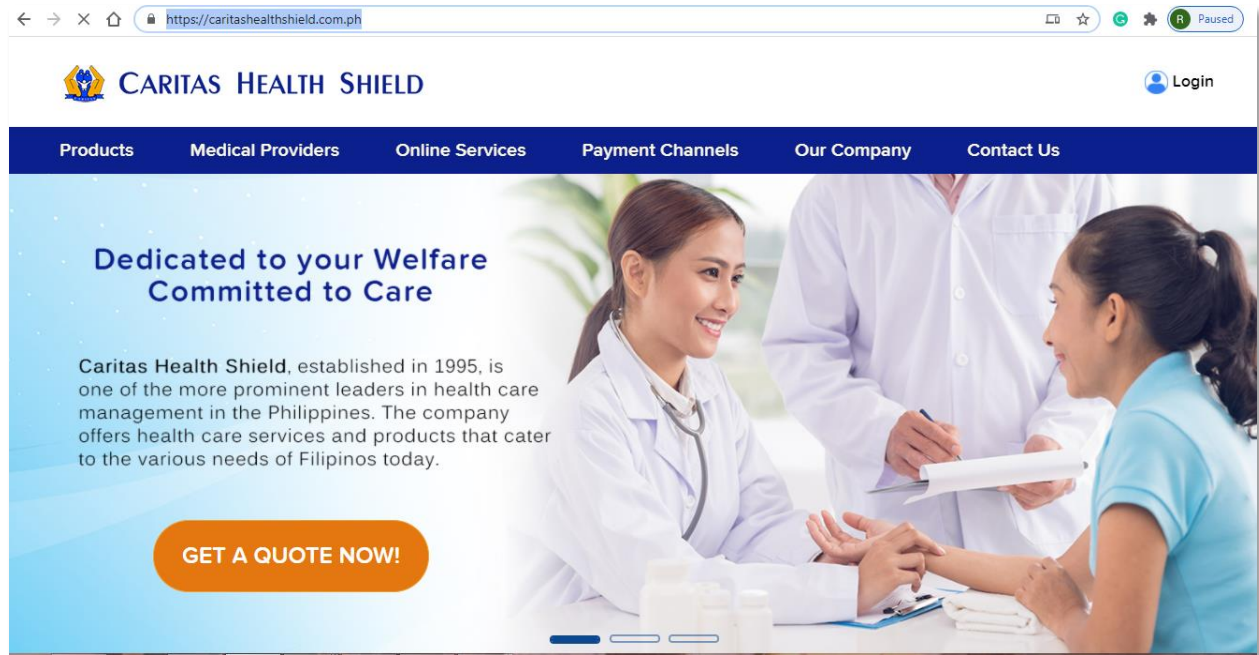 https://caritashealthshield.com.ph
R Paused
CARITAS HEALTH SHIELD
Login
Products Medical Providers Online Services Payment Channels Our Company Contact Us
Dedicated to your Welfare
Committed to Care
Caritas Health Shield, established in 1995, is
one of the more prominent leaders in health care
management in the Philippines. The company
offers health care services and products that cater
to the various needs of Filipinos today.
GET A QUOTE NOW!